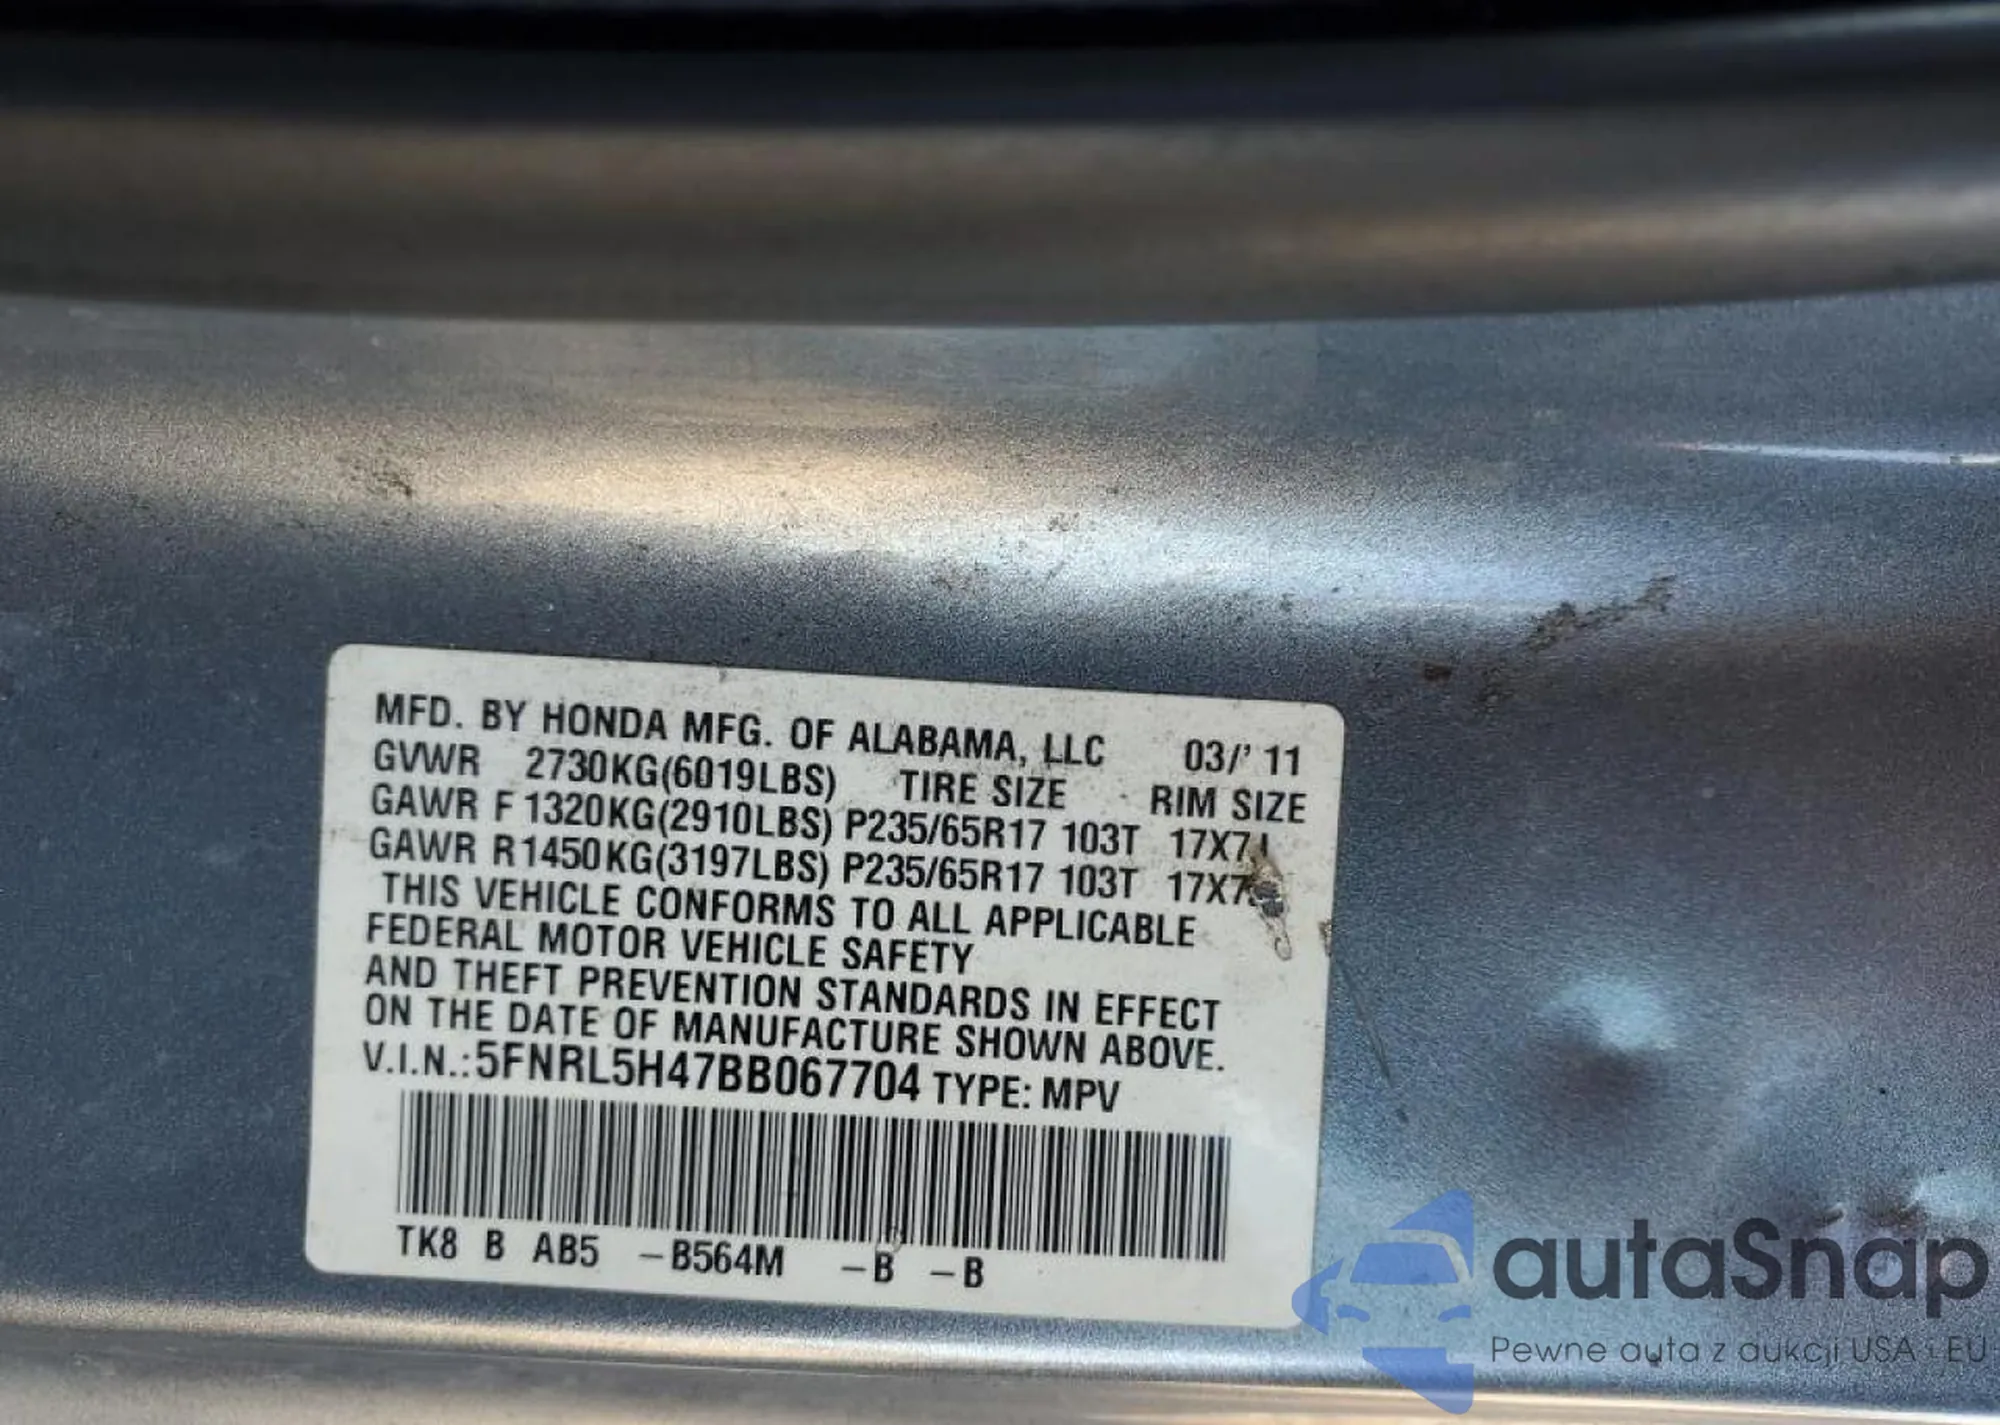 MFD. BY HONDA MFG. OF ALABAMA, LLC 03/' 11
GVWR 2730KG(6019LBS) TIRE SIZE RIM SIZE
GAWR F 1320KG(2910LBS) P235/65R17 103T 17X7J
GAWR R1450KG(3197LBS) P235/65R17 103T 17X7J
THIS VEHICLE CONFORMS TO ALL APPLICABLE
FEDERAL MOTOR VEHICLE SAFETY
AND THEFT PREVENTION STANDARDS IN EFFECT
ON THE DATE OF MANUFACTURE SHOWN ABOVE.
V.I.N.:5FNRL5H47BB067704 TYPE: MPV
TK8 B AB5 –B564M –B –B
autaSnap
Pewne auta z aukcji USA i EU